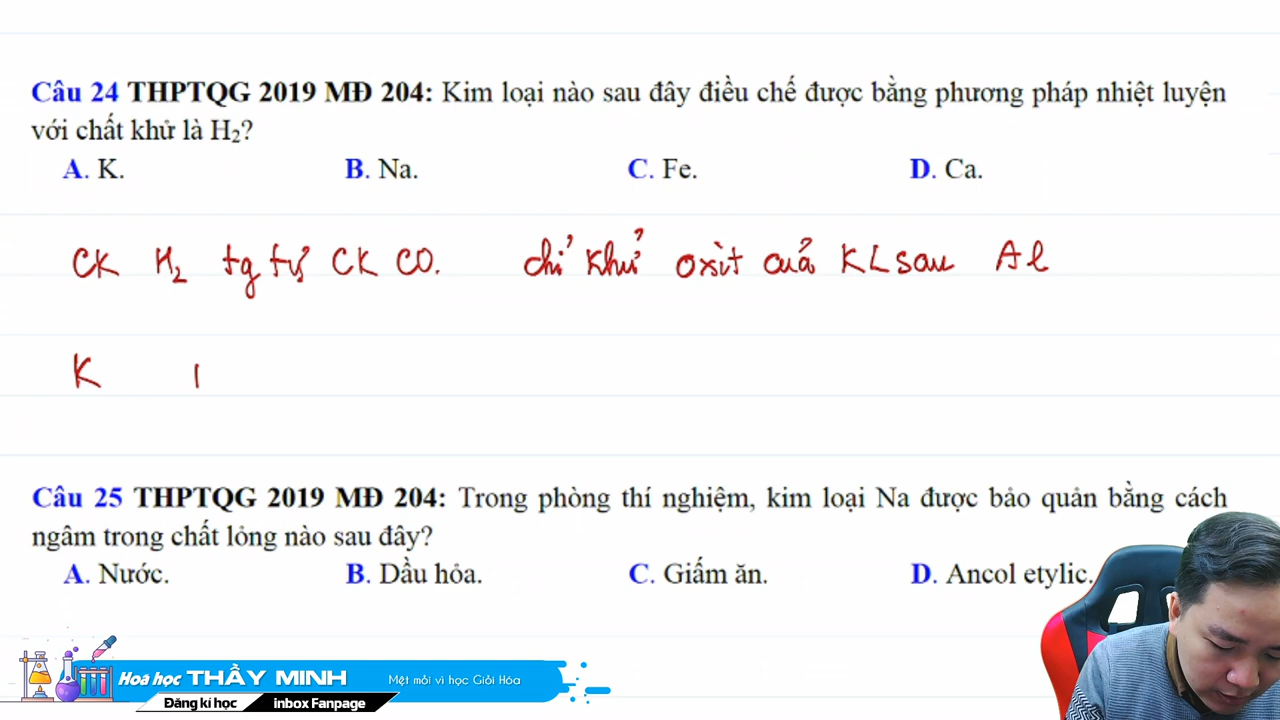 Câu 24 THPTQG 2019 MĐ 204: Kim loại nào sau đây điều chế được bằng phương pháp nhiệt luyện
với chất khử là H₂?
A. K. B. Na. C. Fe. D. Ca.
CK H₂ tg tự CK CO. chỉ khử oxit của KL sau Al
K
Câu 25 THPTQG 2019 MĐ 204: Trong phòng thí nghiệm, kim loại Na được bảo quản bằng cách
ngâm trong chất lỏng nào sau đây?
A. Nước. B. Dầu hỏa. C. Giấm ăn. D. Ancol etylic.
Hoá học THẦY MINH Mệt mỏi vì học Giỏi Hóa
Đăng kí học inbox Fanpage